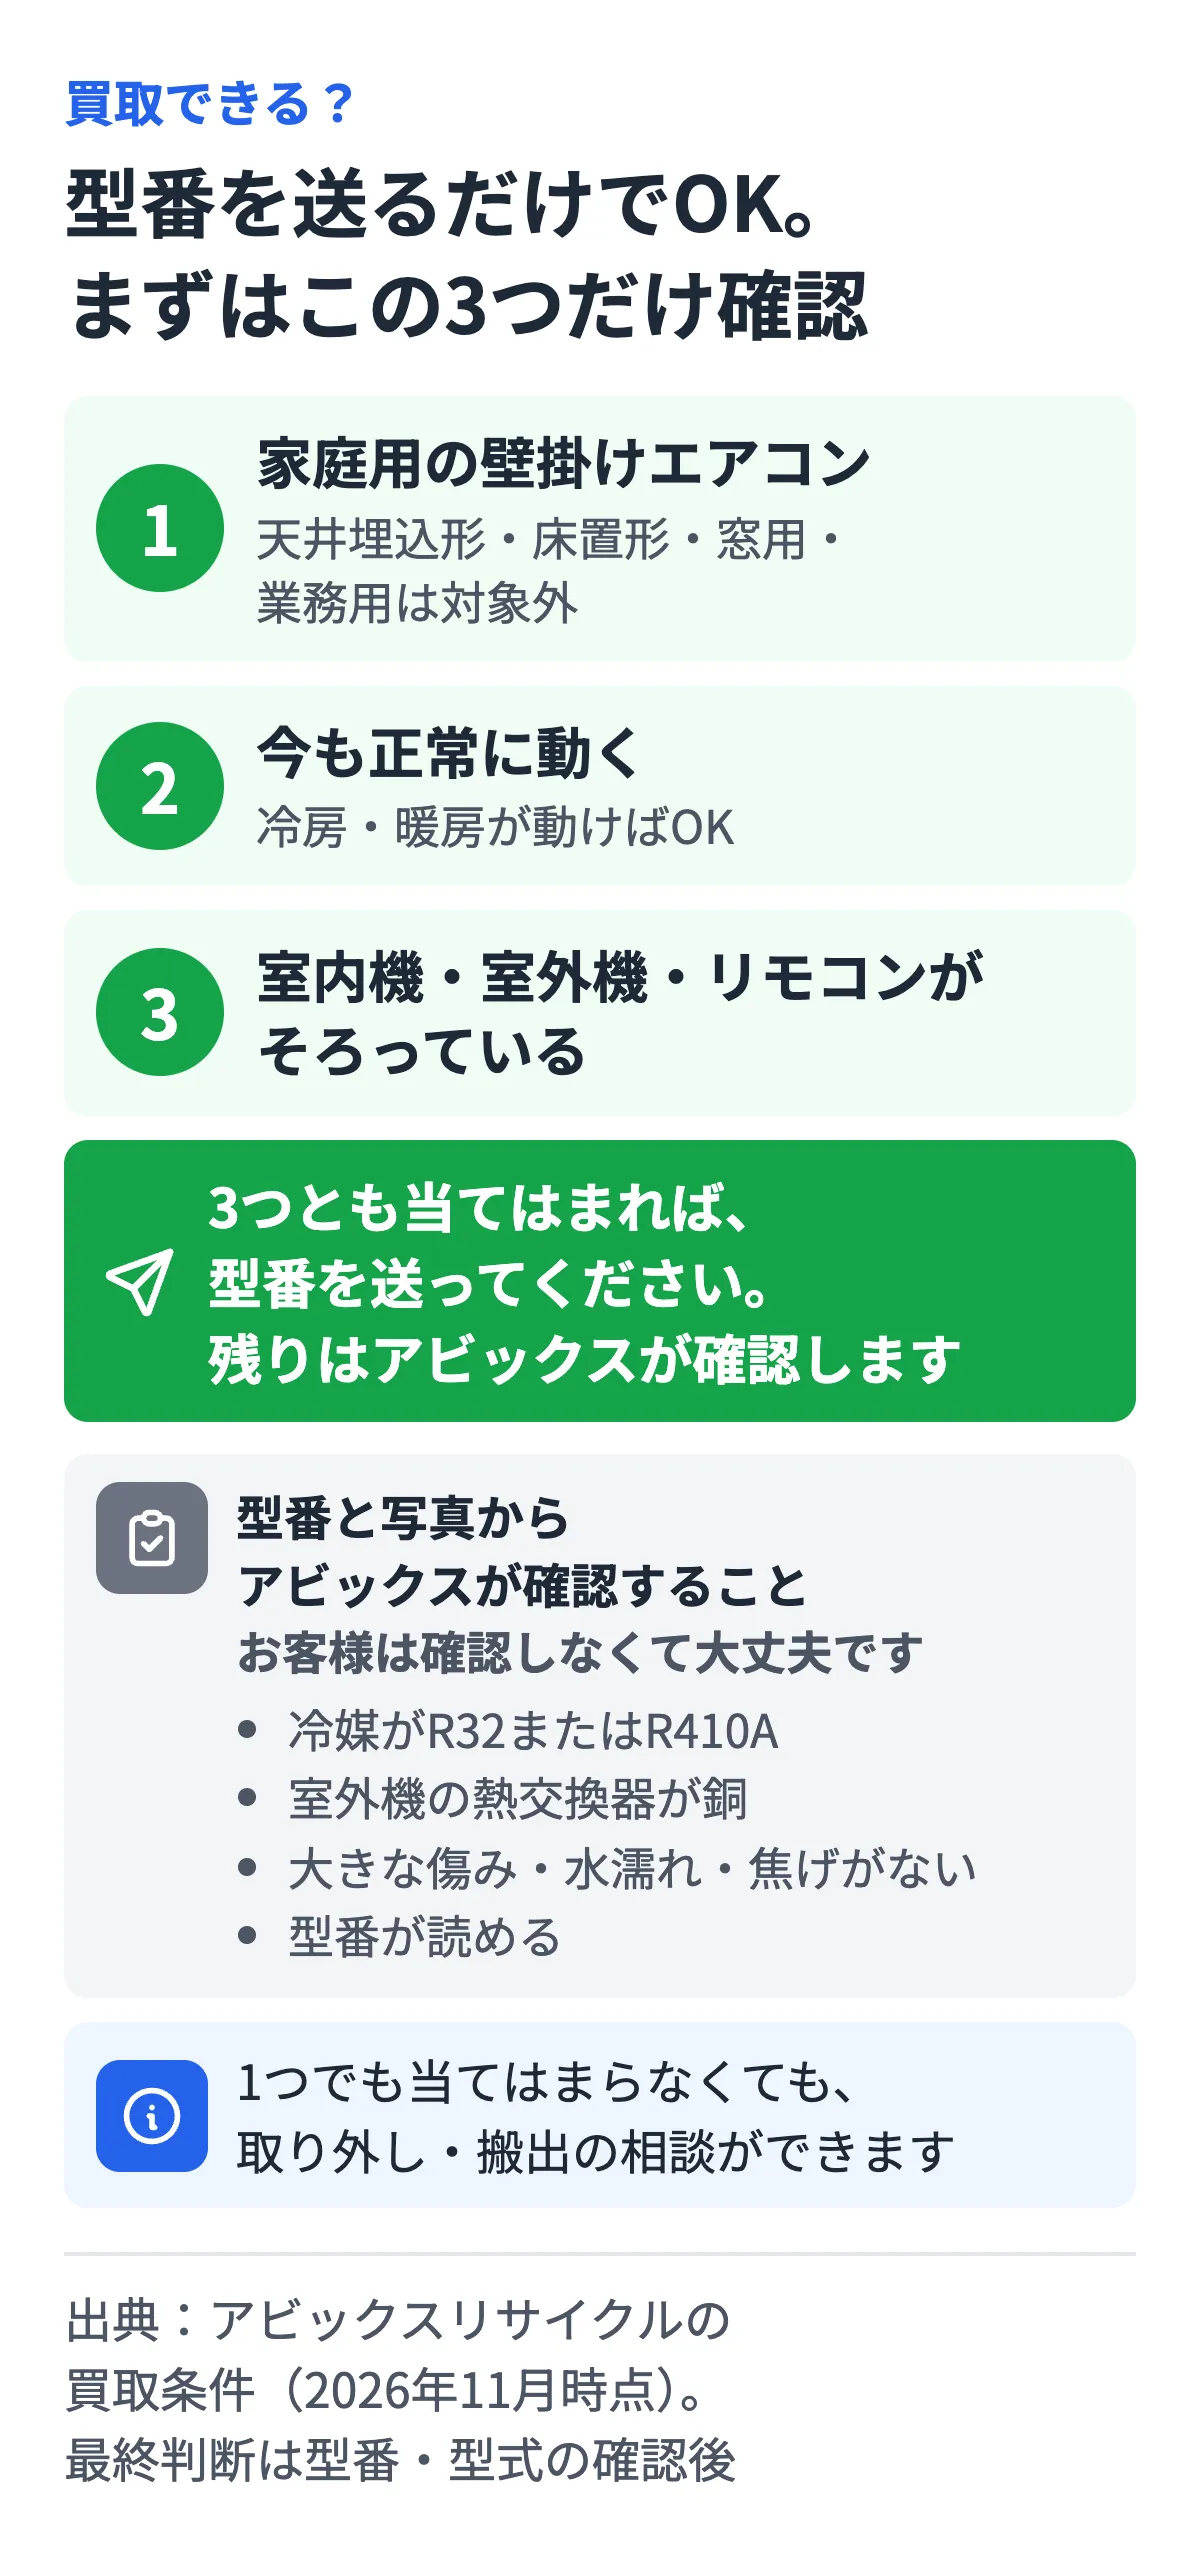 買取できる？
型番を送るだけでOK。
まずはこの3つだけ確認
1
家庭用の壁掛けエアコン
天井埋込形・床置形・窓用・
業務用は対象外
2
今も正常に動く
冷房・暖房が動けばOK
3
室内機・室外機・リモコンが
そろっている
3つとも当てはまれば、
型番を送ってください。
残りはアビックスが確認します
型番と写真から
アビックスが確認すること
お客様は確認しなくて大丈夫です
• 冷媒がR32またはR410A
• 室外機の熱交換器が銅
• 大きな傷み・水濡れ・焦げがない
• 型番が読める
1つでも当てはまらなくても、
取り外し・搬出の相談ができます
出典：アビックスリサイクルの
買取条件（2026年11月時点）。
最終判断は型番・型式の確認後